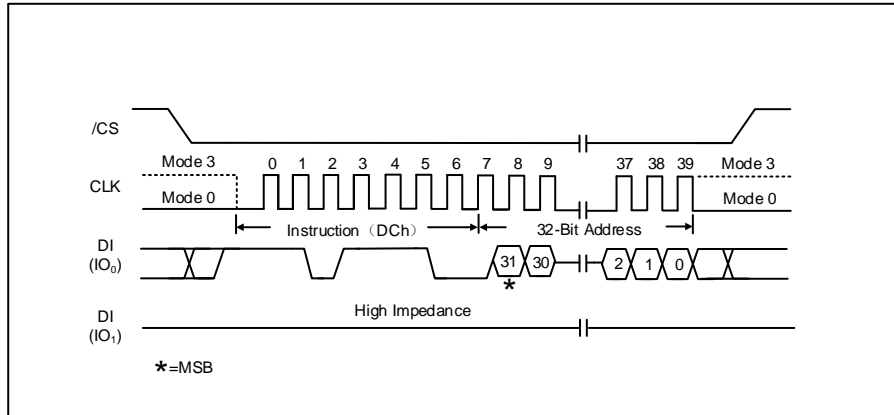 /CS
Mode 3
0 1 2 3 4 5 6 7 8 9 37 38 39
Mode 3
CLK
Mode 0
Mode 0
Instruction（DCh）
32-Bit Address
DI
(IO₀)
31 30 2 1 0
*
High Impedance
DI
(IO₁)
*=MSB